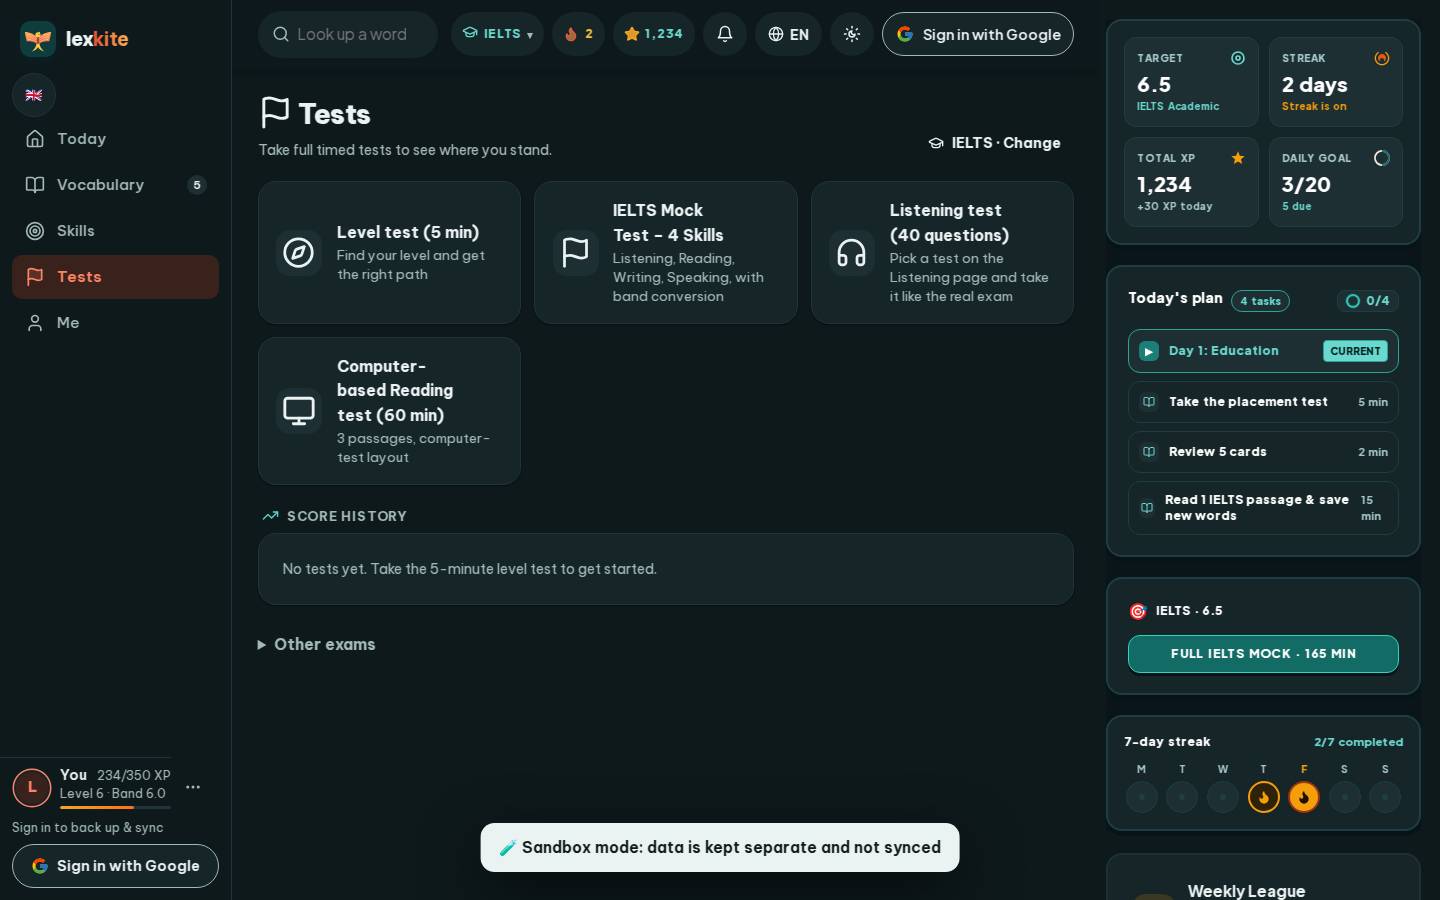 lexkite
Today
Vocabulary 5
Skills
Tests
Me
L
You 234/350 XP
Level 6 · Band 6.0
Sign in to back up & sync
Sign in with Google
Look up a word
IELTS ▾
2
1,234
EN
Sign in with Google
Tests
Take full timed tests to see where you stand.
IELTS · Change
Level test (5 min)
Find your level and get
the right path
IELTS Mock
Test – 4 Skills
Listening, Reading,
Writing, Speaking, with
band conversion
Listening test
(40 questions)
Pick a test on the
Listening page and take
it like the real exam
Computer-
based Reading
test (60 min)
3 passages, computer-
test layout
SCORE HISTORY
No tests yet. Take the 5-minute level test to get started.
▶ Other exams
🧪 Sandbox mode: data is kept separate and not synced
TARGET
6.5
IELTS Academic
STREAK
2 days
Streak is on
TOTAL XP
1,234
+30 XP today
DAILY GOAL
3/20
5 due
Today's plan 4 tasks 0/4
Day 1: Education CURRENT
Take the placement test 5 min
Review 5 cards 2 min
Read 1 IELTS passage & save 15
new words min
IELTS · 6.5
FULL IELTS MOCK · 165 MIN
7-day streak 2/7 completed
M T W T F S S
Weekly League